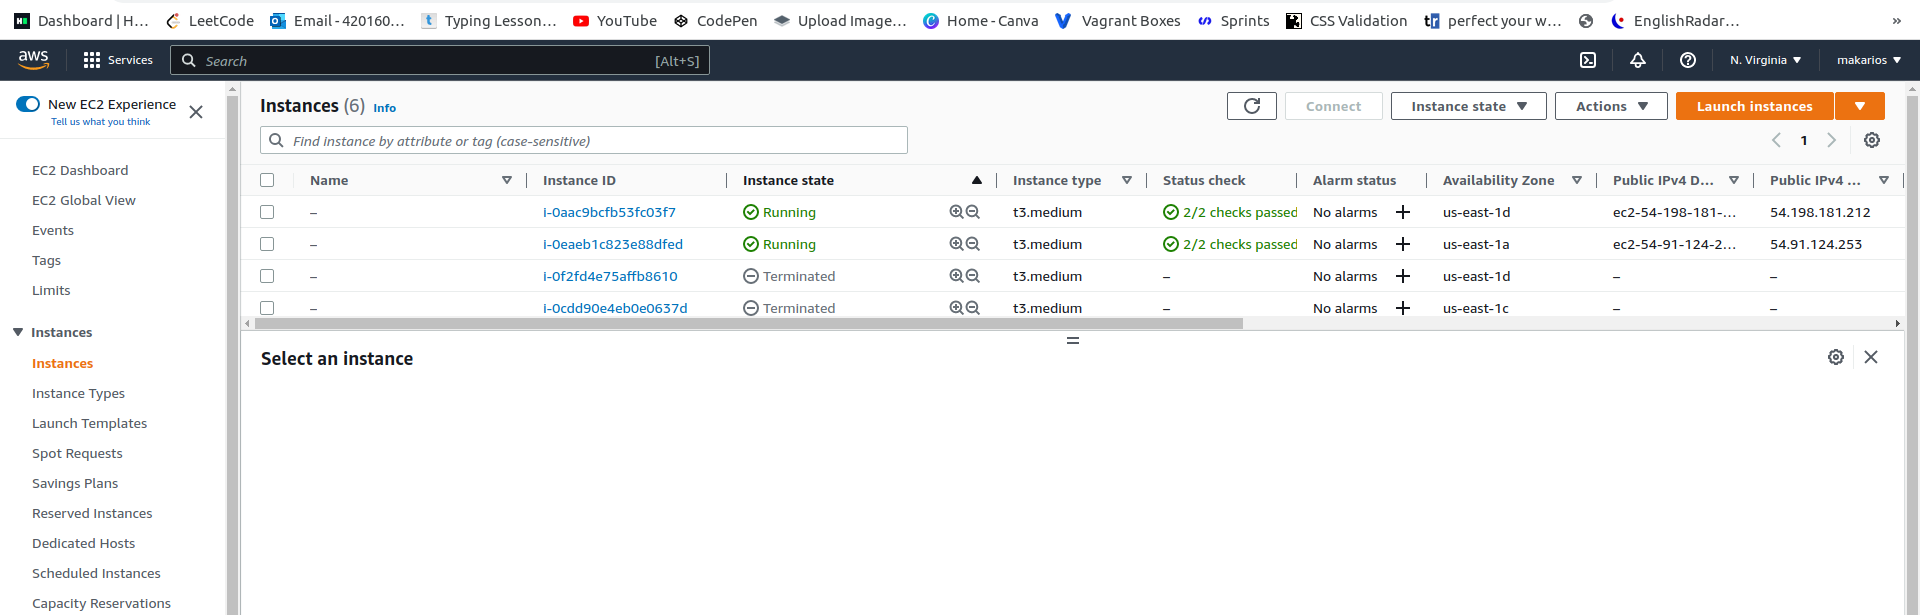 Dashboard | H... LeetCode Email - 420160... Typing Lesson... YouTube CodePen Upload Image... Home - Canva Vagrant Boxes Sprints CSS Validation perfect your w... EnglishRadar... »
aws Services Search [Alt+S] N. Virginia makarios
New EC2 Experience
Tell us what you think
EC2 Dashboard
EC2 Global View
Events
Tags
Limits
Instances
Instances
Instance Types
Launch Templates
Spot Requests
Savings Plans
Reserved Instances
Dedicated Hosts
Scheduled Instances
Capacity Reservations
Instances (6) Info Connect Instance state Actions Launch instances
Find instance by attribute or tag (case-sensitive) 1
Name Instance ID Instance state Instance type Status check Alarm status Availability Zone Public IPv4 D... Public IPv4 ...
– i-0aac9bcfb53fc03f7 Running t3.medium 2/2 checks passed No alarms + us-east-1d ec2-54-198-181-... 54.198.181.212
– i-0eaeb1c823e88dfed Running t3.medium 2/2 checks passed No alarms + us-east-1a ec2-54-91-124-2... 54.91.124.253
– i-0f2fd4e75affb8610 Terminated t3.medium – No alarms + us-east-1d – –
– i-0cdd90e4eb0e0637d Terminated t3.medium – No alarms + us-east-1c – –
Select an instance